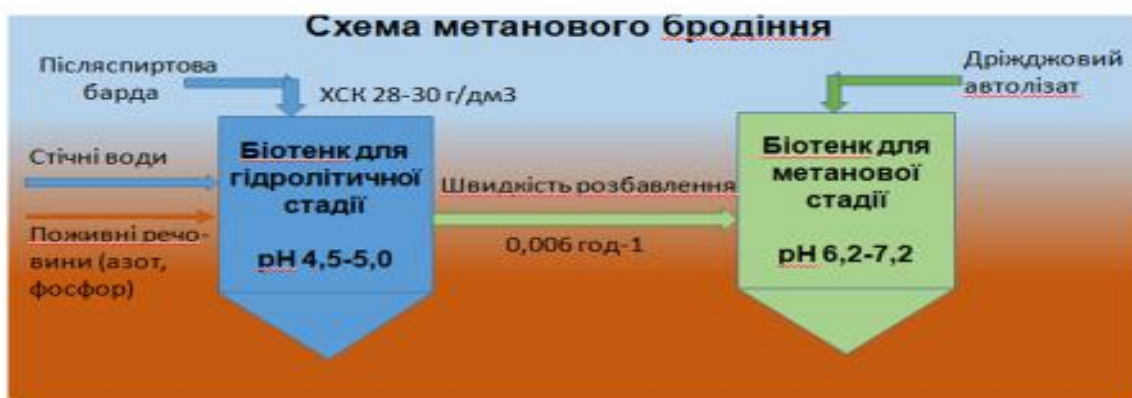 Схема метанового бродіння
Післяспиртова
барда
ХСК 28-30 г/дм3
Дріжджовий
автолізат
Стічні води
Поживні речо-
вини (азот,
фосфор)
Біотенк для
гідролітичної
стадії
рН 4,5-5,0
Швидкість розбавлення
0,006 год-1
Біотенк для
метанової
стадії
рН 6,2-7,2